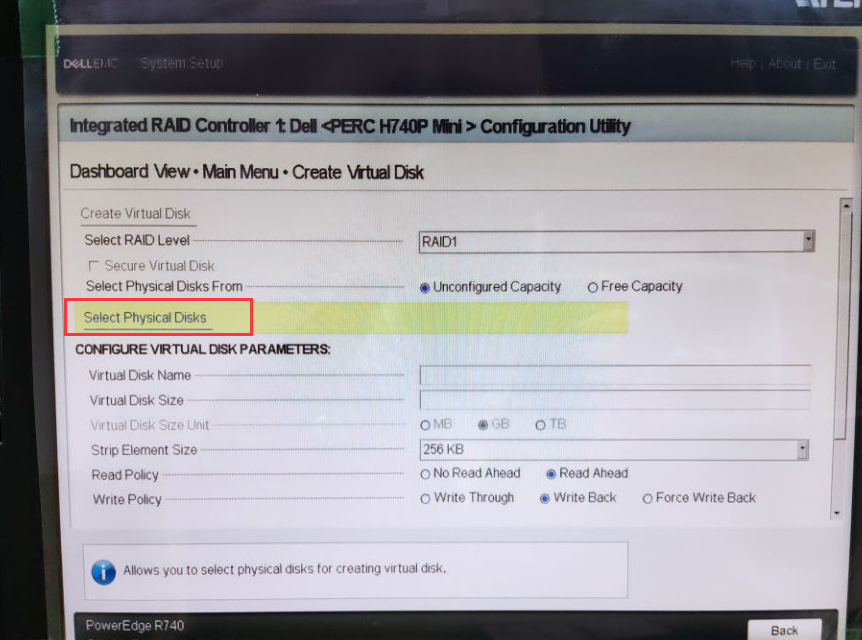 DELLEMC System Setup Help | About | Exit
Integrated RAID Controller 1: Dell <PERC H740P Mini> Configuration Utility
Dashboard View • Main Menu • Create Virtual Disk
Create Virtual Disk
Select RAID Level RAID1
Secure Virtual Disk
Select Physical Disks From Unconfigured Capacity Free Capacity
Select Physical Disks
CONFIGURE VIRTUAL DISK PARAMETERS:
Virtual Disk Name
Virtual Disk Size
Virtual Disk Size Unit MB GB TB
Strip Element Size 256 KB
Read Policy No Read Ahead Read Ahead
Write Policy Write Through Write Back Force Write Back
Allows you to select physical disks for creating virtual disk.
PowerEdge R740
Back